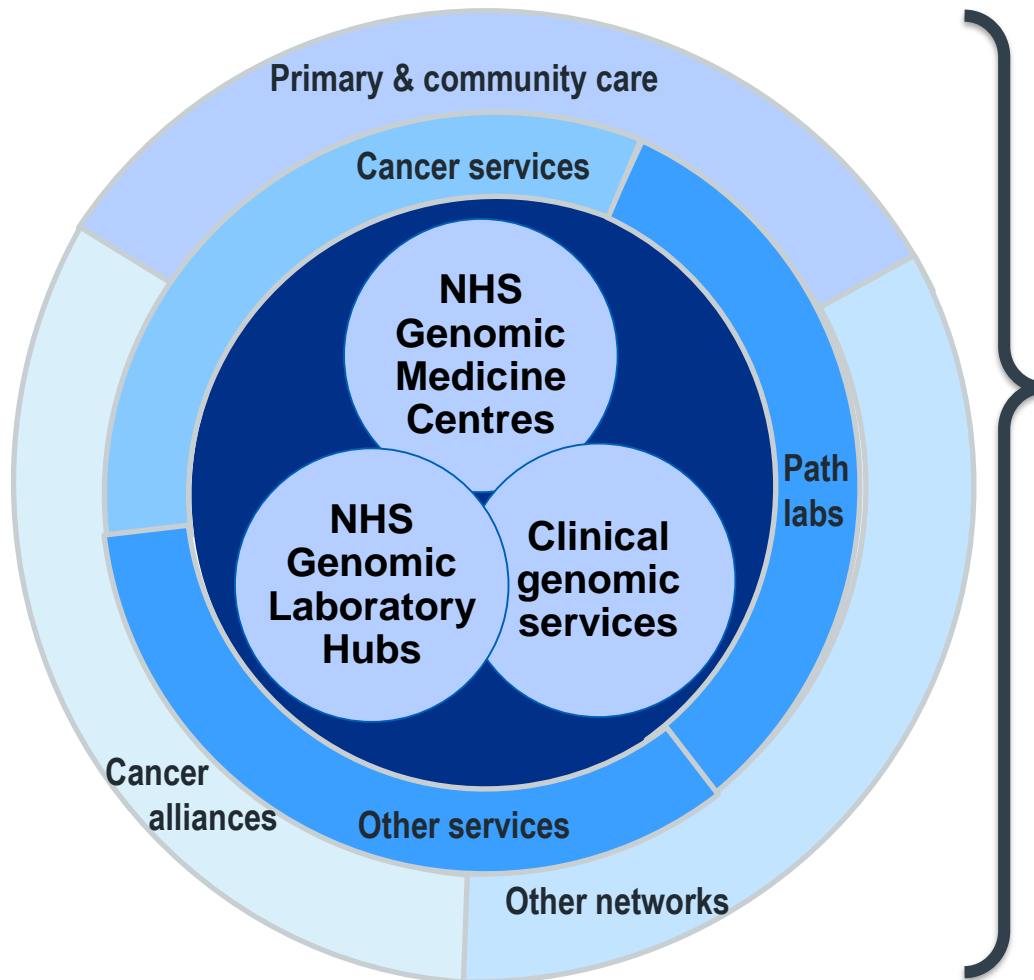 Primary & community care
Cancer services
NHS
Genomic
Medicine
Centres
Path
labs
NHS
Genomic
Laboratory
Hubs
Clinical
genomic
services
Cancer
alliances
Other services
Other networks